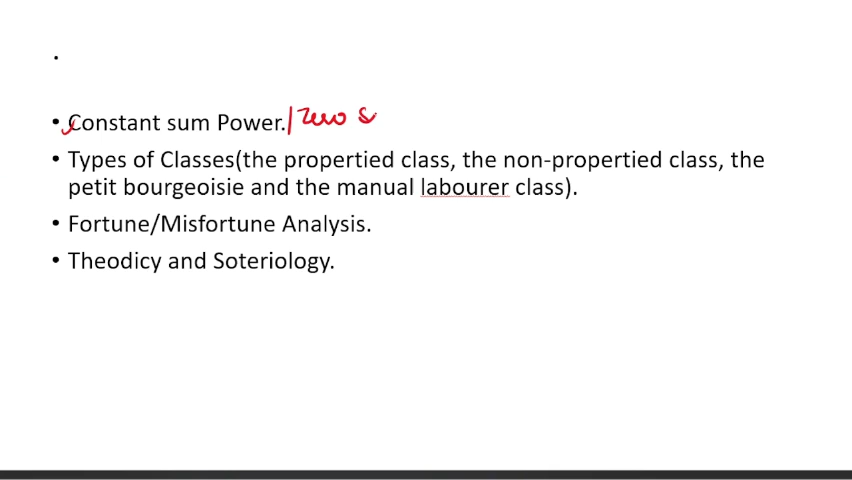 .
• Constant sum Power. / Zero S
• Types of Classes(the propertied class, the non-propertied class, the
petit bourgeoisie and the manual labourer class).
• Fortune/Misfortune Analysis.
• Theodicy and Soteriology.